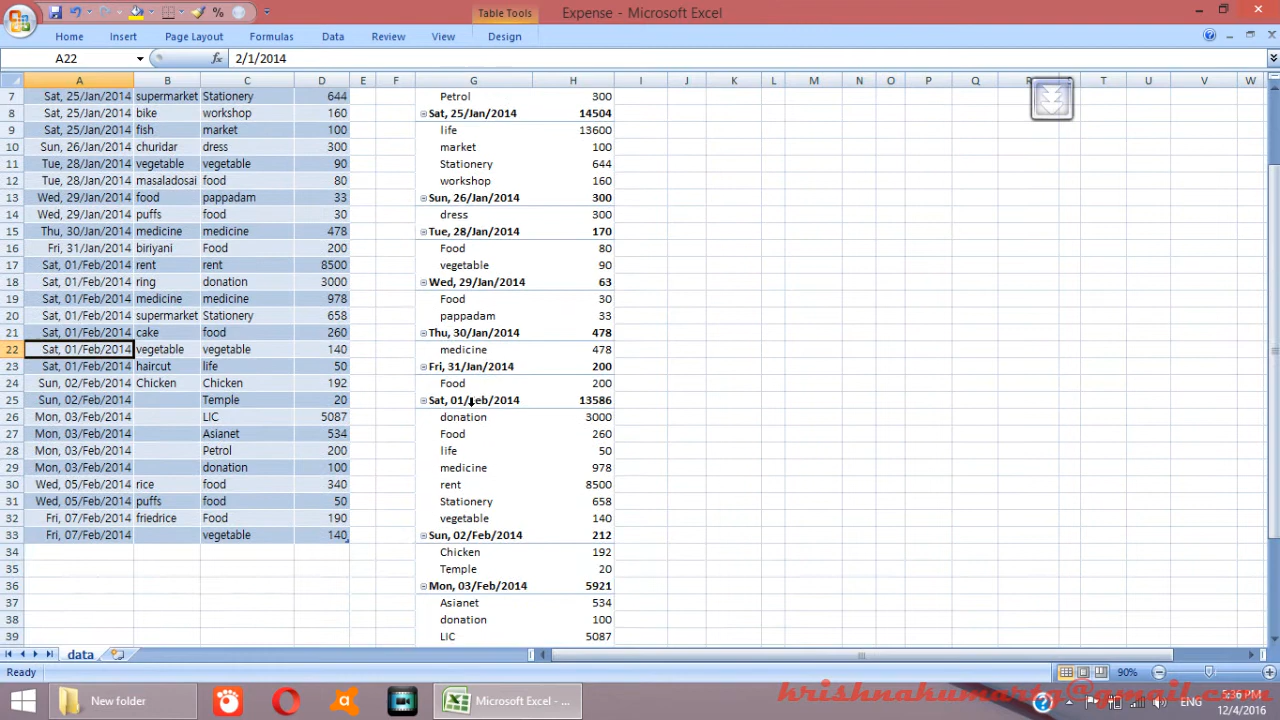 Table Tools
Expense - Microsoft Excel
Home Insert Page Layout Formulas Data Review View Design
A22 fx 2/1/2014
A B C D E F G H I J K L M N O P Q R T U V W
7 Sat, 25/Jan/2014 supermarket Stationery 644 Petrol 300
8 Sat, 25/Jan/2014 bike workshop 160 Sat, 25/Jan/2014 14504
9 Sat, 25/Jan/2014 fish market 100 life 13600
10 Sun, 26/Jan/2014 churidar dress 300 market 100
11 Tue, 28/Jan/2014 vegetable vegetable 90 Stationery 644
12 Tue, 28/Jan/2014 masaladosai food 80 workshop 160
13 Wed, 29/Jan/2014 food pappadam 33 Sun, 26/Jan/2014 300
14 Wed, 29/Jan/2014 puffs food 30 dress 300
15 Thu, 30/Jan/2014 medicine medicine 478 Tue, 28/Jan/2014 170
16 Fri, 31/Jan/2014 biriyani Food 200 Food 80
17 Sat, 01/Feb/2014 rent rent 8500 vegetable 90
18 Sat, 01/Feb/2014 ring donation 3000 Wed, 29/Jan/2014 63
19 Sat, 01/Feb/2014 medicine medicine 978 Food 30
20 Sat, 01/Feb/2014 supermarket Stationery 658 pappadam 33
21 Sat, 01/Feb/2014 cake food 260 Thu, 30/Jan/2014 478
22 Sat, 01/Feb/2014 vegetable vegetable 140 medicine 478
23 Sat, 01/Feb/2014 haircut life 50 Fri, 31/Jan/2014 200
24 Sun, 02/Feb/2014 Chicken Chicken 192 Food 200
25 Sun, 02/Feb/2014 Temple 20 Sat, 01/Feb/2014 13586
26 Mon, 03/Feb/2014 LIC 5087 donation 3000
27 Mon, 03/Feb/2014 Asianet 534 Food 260
28 Mon, 03/Feb/2014 Petrol 200 life 50
29 Mon, 03/Feb/2014 donation 100 medicine 978
30 Wed, 05/Feb/2014 rice food 340 rent 8500
31 Wed, 05/Feb/2014 puffs food 50 Stationery 658
32 Fri, 07/Feb/2014 friedrice Food 190 vegetable 140
33 Fri, 07/Feb/2014 vegetable 140 Sun, 02/Feb/2014 212
34 Chicken 192
35 Temple 20
36 Mon, 03/Feb/2014 5921
37 Asianet 534
38 donation 100
39 LIC 5087
data
Ready 90%
New folder Microsoft Excel - ... ENG 5:36 PM
12/4/2016